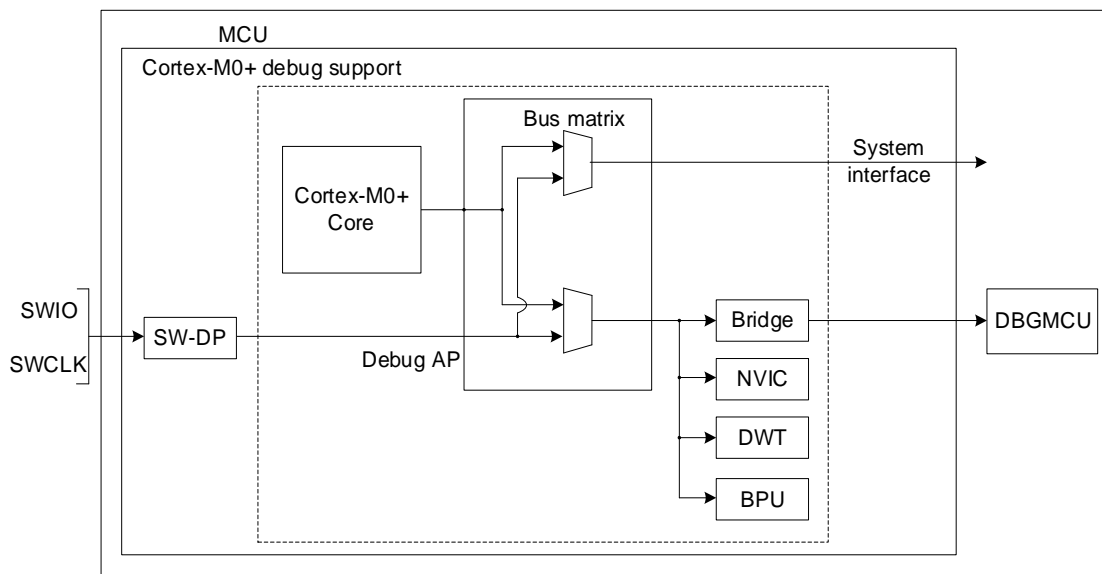 MCU
Cortex-M0+ debug support
Bus matrix
System
interface
Cortex-M0+
Core
SWIO
SWCLK
SW-DP
Debug AP
Bridge
DBGMCU
NVIC
DWT
BPU